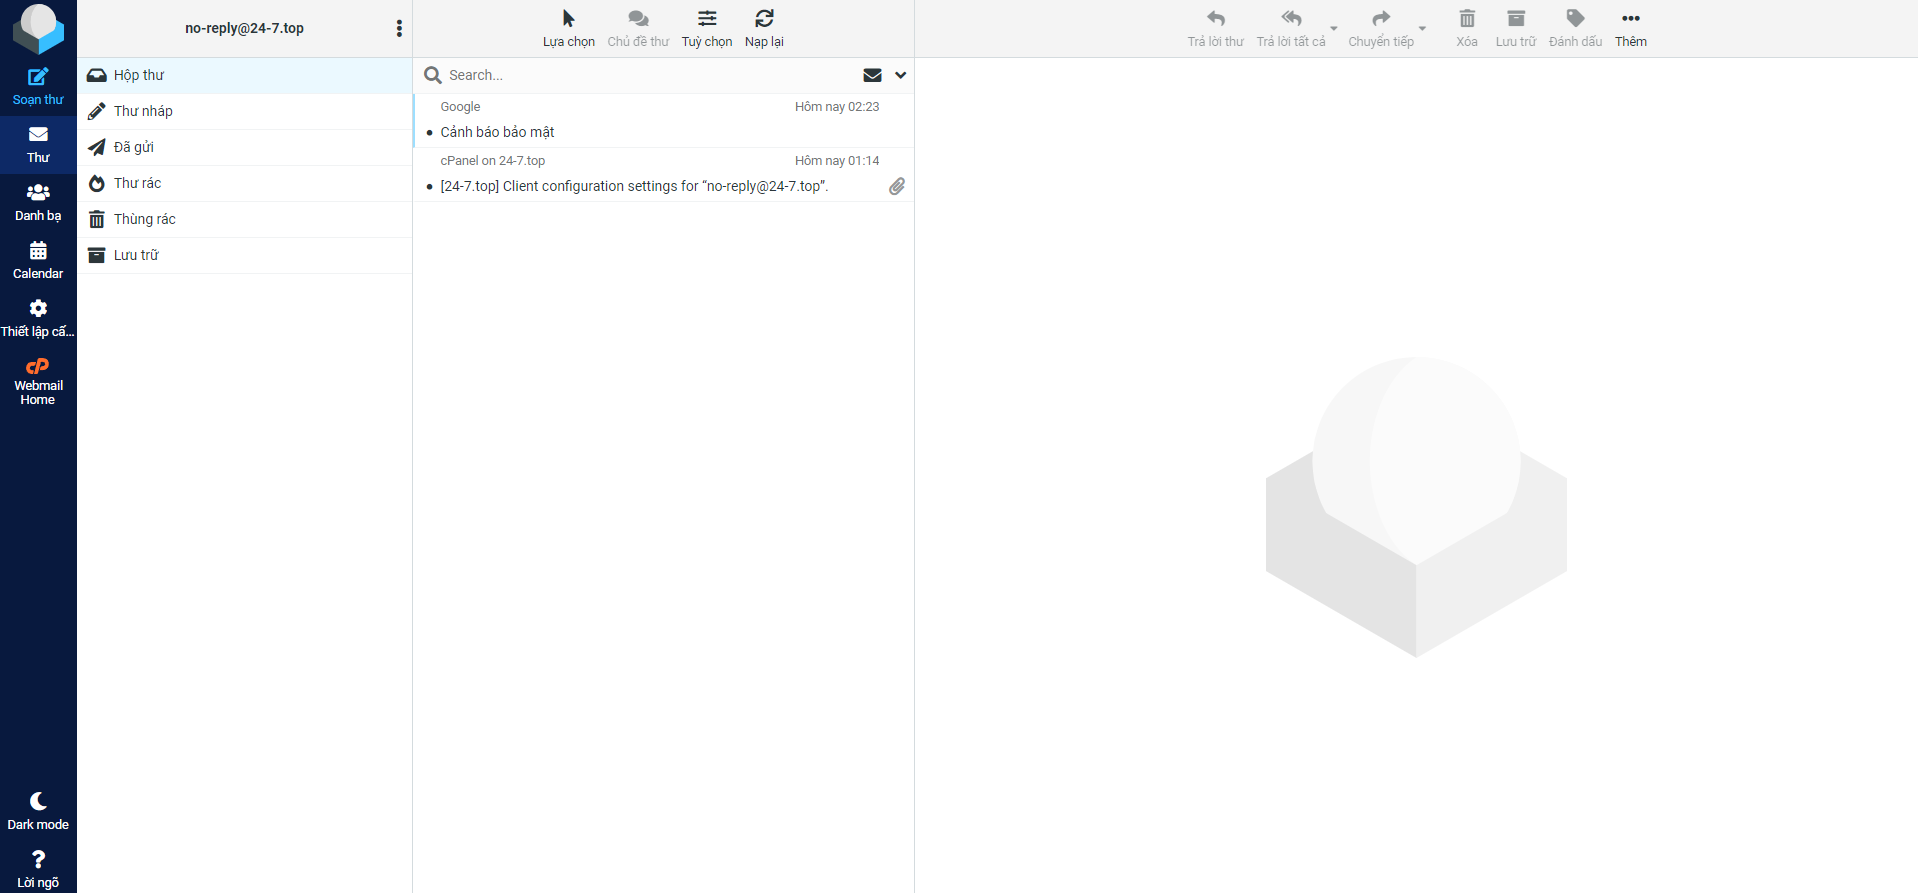 no-reply@24-7.top
Lựa chọn
Chủ đề thư
Tuỳ chọn
Nạp lại
Trả lời thư
Trả lời tất cả
Chuyển tiếp
Xóa
Lưu trữ
Đánh dấu
Thêm
Soạn thư
Thư
Danh bạ
Calendar
Thiết lập cấ...
Webmail
Home
Dark mode
Lời ngõ
Hộp thư
Thư nháp
Đã gửi
Thư rác
Thùng rác
Lưu trữ
Search...
Google Hôm nay 02:23
Cảnh báo bảo mật
cPanel on 24-7.top Hôm nay 01:14
[24-7.top] Client configuration settings for “no-reply@24-7.top”.